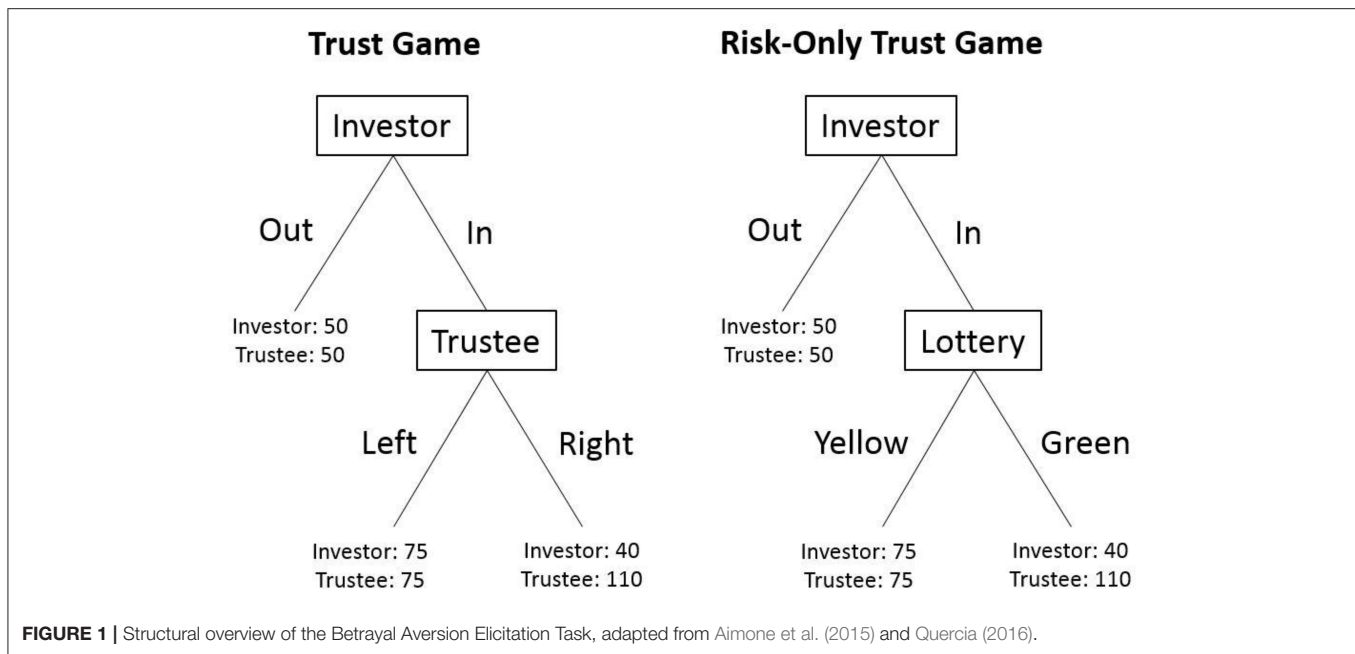 Trust Game
Investor
Out
In
Investor: 50
Trustee: 50
Trustee
Left
Right
Investor: 75
Trustee: 75
Investor: 40
Trustee: 110
Risk-Only Trust Game
Investor
Out
In
Investor: 50
Trustee: 50
Lottery
Yellow
Green
Investor: 75
Trustee: 75
Investor: 40
Trustee: 110
FIGURE 1 | Structural overview of the Betrayal Aversion Elicitation Task, adapted from Aimone et al. (2015) and Quercia (2016).